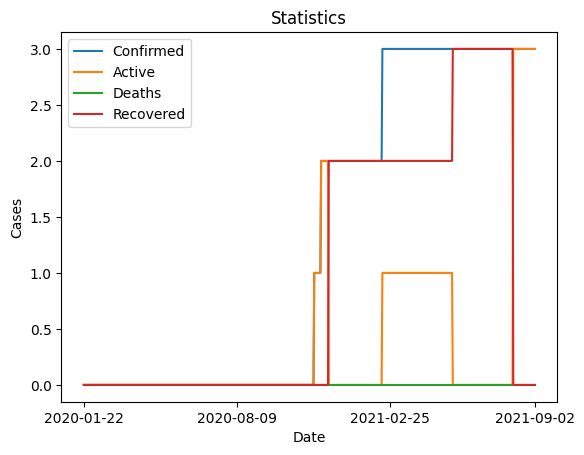 Statistics
Confirmed
Active
Deaths
Recovered
3.0
2.5
2.0
1.5
1.0
0.5
0.0
Cases
2020-01-22 2020-08-09 2021-02-25 2021-09-02
Date